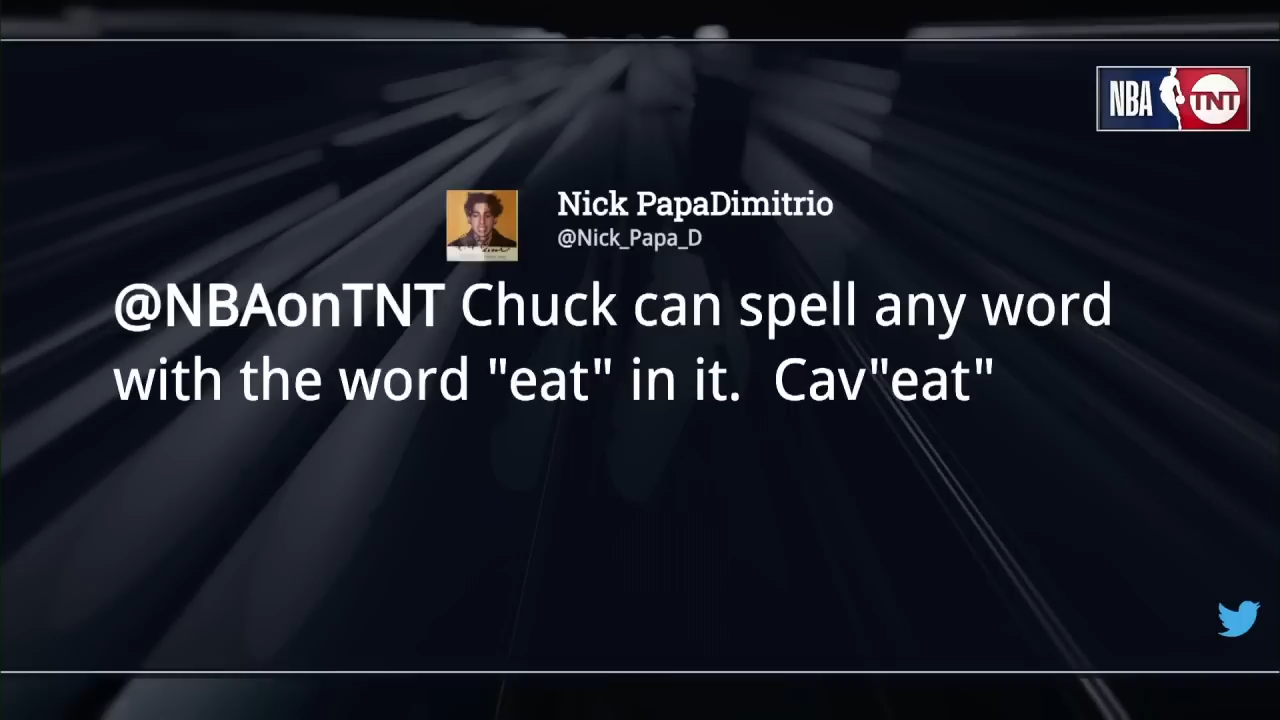 NBA TNT
Nick PapaDimitrio
@Nick_Papa_D
@NBAonTNT Chuck can spell any word
with the word "eat" in it.  Cav"eat"